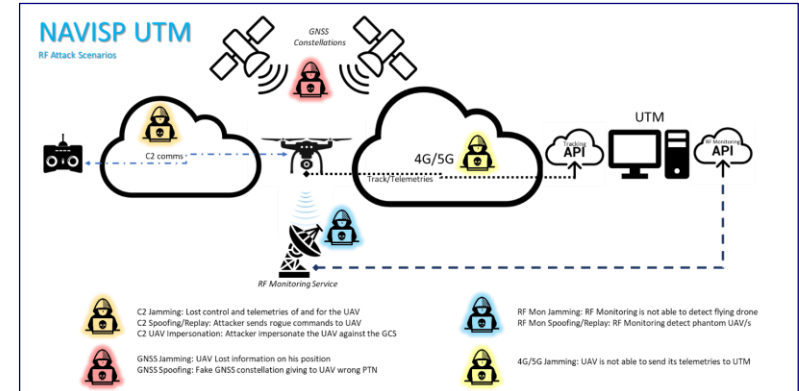 NAVISP UTM
RF Attack Scenarios
GNSS
Constellations
UTM
C2 comms
4G/5G
Tracking
API
RF Monitoring
API
Track/Telemetries
RF Monitoring Service
C2 Jamming: Lost control and telemetries of and for the UAV
C2 Spoofing/Replay: Attacker sends rogue commands to UAV
C2 UAV Impersonation: Attacker impersonate the UAV against the GCS
RF Mon Jamming: RF Monitoring is not able to detect flying drone
RF Mon Spoofing/Replay: RF Monitoring detect phantom UAV/s
GNSS Jamming: UAV Lost information on his position
GNSS Spoofing: Fake GNSS constellation giving to UAV wrong PTN
4G/5G Jamming: UAV is not able to send its telemetries to UTM